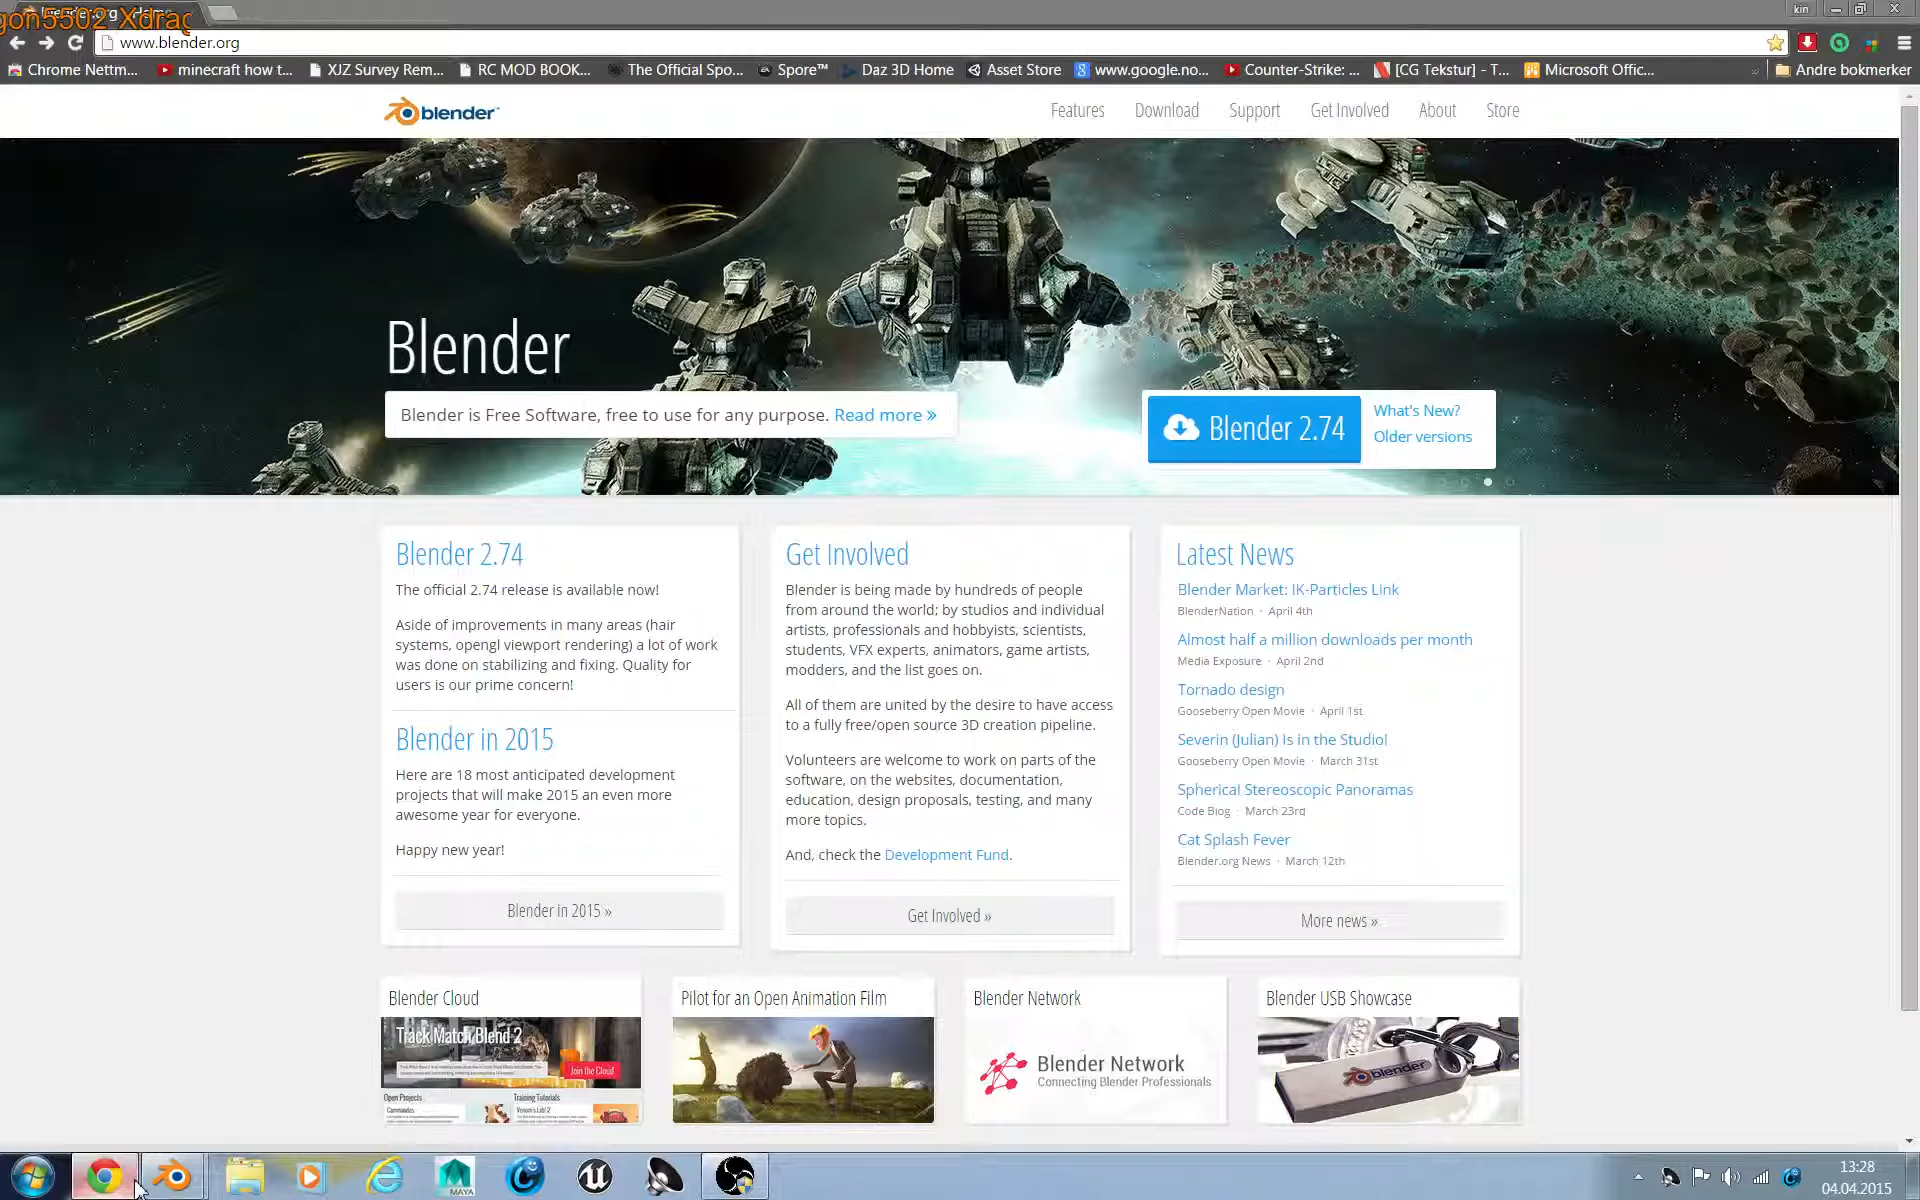 gon5502 Xdrag
kin
www.blender.org
Chrome Nettm...
minecraft how t...
XJZ Survey Rem...
RC MOD BOOK...
The Official Spo...
Spore™
Daz 3D Home
Asset Store
www.google.no...
Counter-Strike: ...
[CG Tekstur] - T...
Microsoft Offic...
Andre bokmerker
blender
Features
Download
Support
Get Involved
About
Store
Blender
Blender is Free Software, free to use for any purpose. Read more »
Blender 2.74
What's New?
Older versions
Blender 2.74
The official 2.74 release is available now!
Aside of improvements in many areas (hair
systems, opengl viewport rendering) a lot of work
was done on stabilizing and fixing. Quality for
users is our prime concern!
Blender in 2015
Here are 18 most anticipated development
projects that will make 2015 an even more
awesome year for everyone.
Happy new year!
Blender in 2015 »
Get Involved
Blender is being made by hundreds of people
from around the world; by studios and individual
artists, professionals and hobbyists, scientists,
students, VFX experts, animators, game artists,
modders, and the list goes on.
All of them are united by the desire to have access
to a fully free/open source 3D creation pipeline.
Volunteers are welcome to work on parts of the
software, on the websites, documentation,
education, design proposals, testing, and many
more topics.
And, check the Development Fund.
Get Involved »
Latest News
Blender Market: IK-Particles Link
BlenderNation · April 4th
Almost half a million downloads per month
Media Exposure · April 2nd
Tornado design
Gooseberry Open Movie · April 1st
Severin (Julian) Is in the Studio!
Gooseberry Open Movie · March 31st
Spherical Stereoscopic Panoramas
Code Blog · March 23rd
Cat Splash Fever
Blender.org News · March 12th
More news »
Blender Cloud
Track Match Blend 2
Join the Cloud
Open Projects
Training Tutorials
Venom's Lab! 2
Pilot for an Open Animation Film
Blender Network
Blender Network
Connecting Blender Professionals
Blender USB Showcase
blender
MAYA
13:28
04.04.2015